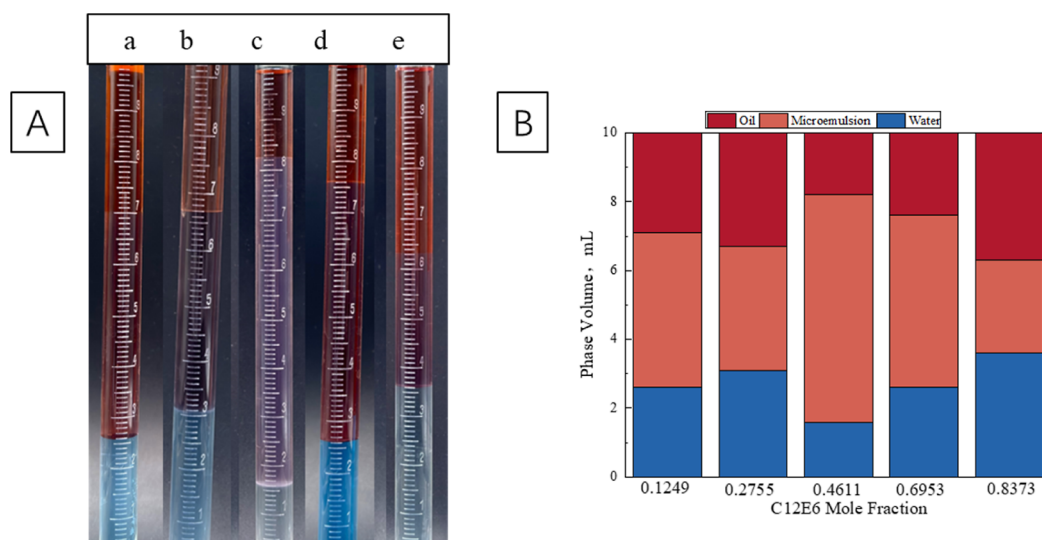 a b c d e
A
B
Oil Microemulsion Water
Phase Volume, mL
10
8
6
4
2
0
0.1249 0.2755 0.4611 0.6953 0.8373
C12E6 Mole Fraction